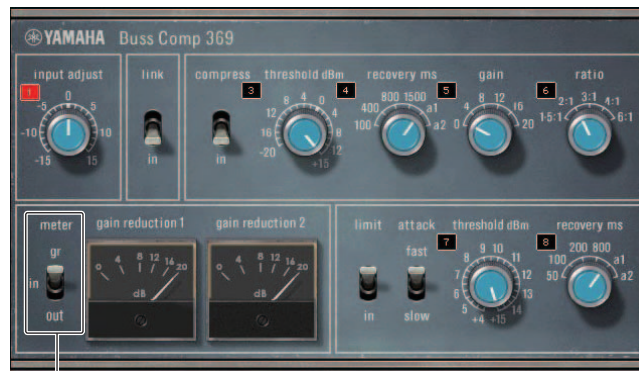 YAMAHA Buss Comp 369
input adjust
1
-15 -10 -5 0 5 10 15
link
in
compress
in
3
threshold dBm
-20 16 12 8 4 0 4 8 12 +15
4
recovery ms
100 400 800 1500 a1 a2
5
gain
0 4 8 12 16 20
6
ratio
1·5:1 2:1 3:1 4:1 6:1
meter
gr
in
out
gain reduction 1
0 4 8 12 16 20
dB
gain reduction 2
0 4 8 12 16 20
dB
limit
in
attack
fast
slow
7
threshold dBm
+4 5 6 7 8 9 10 11 12 13 14 +15
8
recovery ms
50 100 200 800 a1 a2